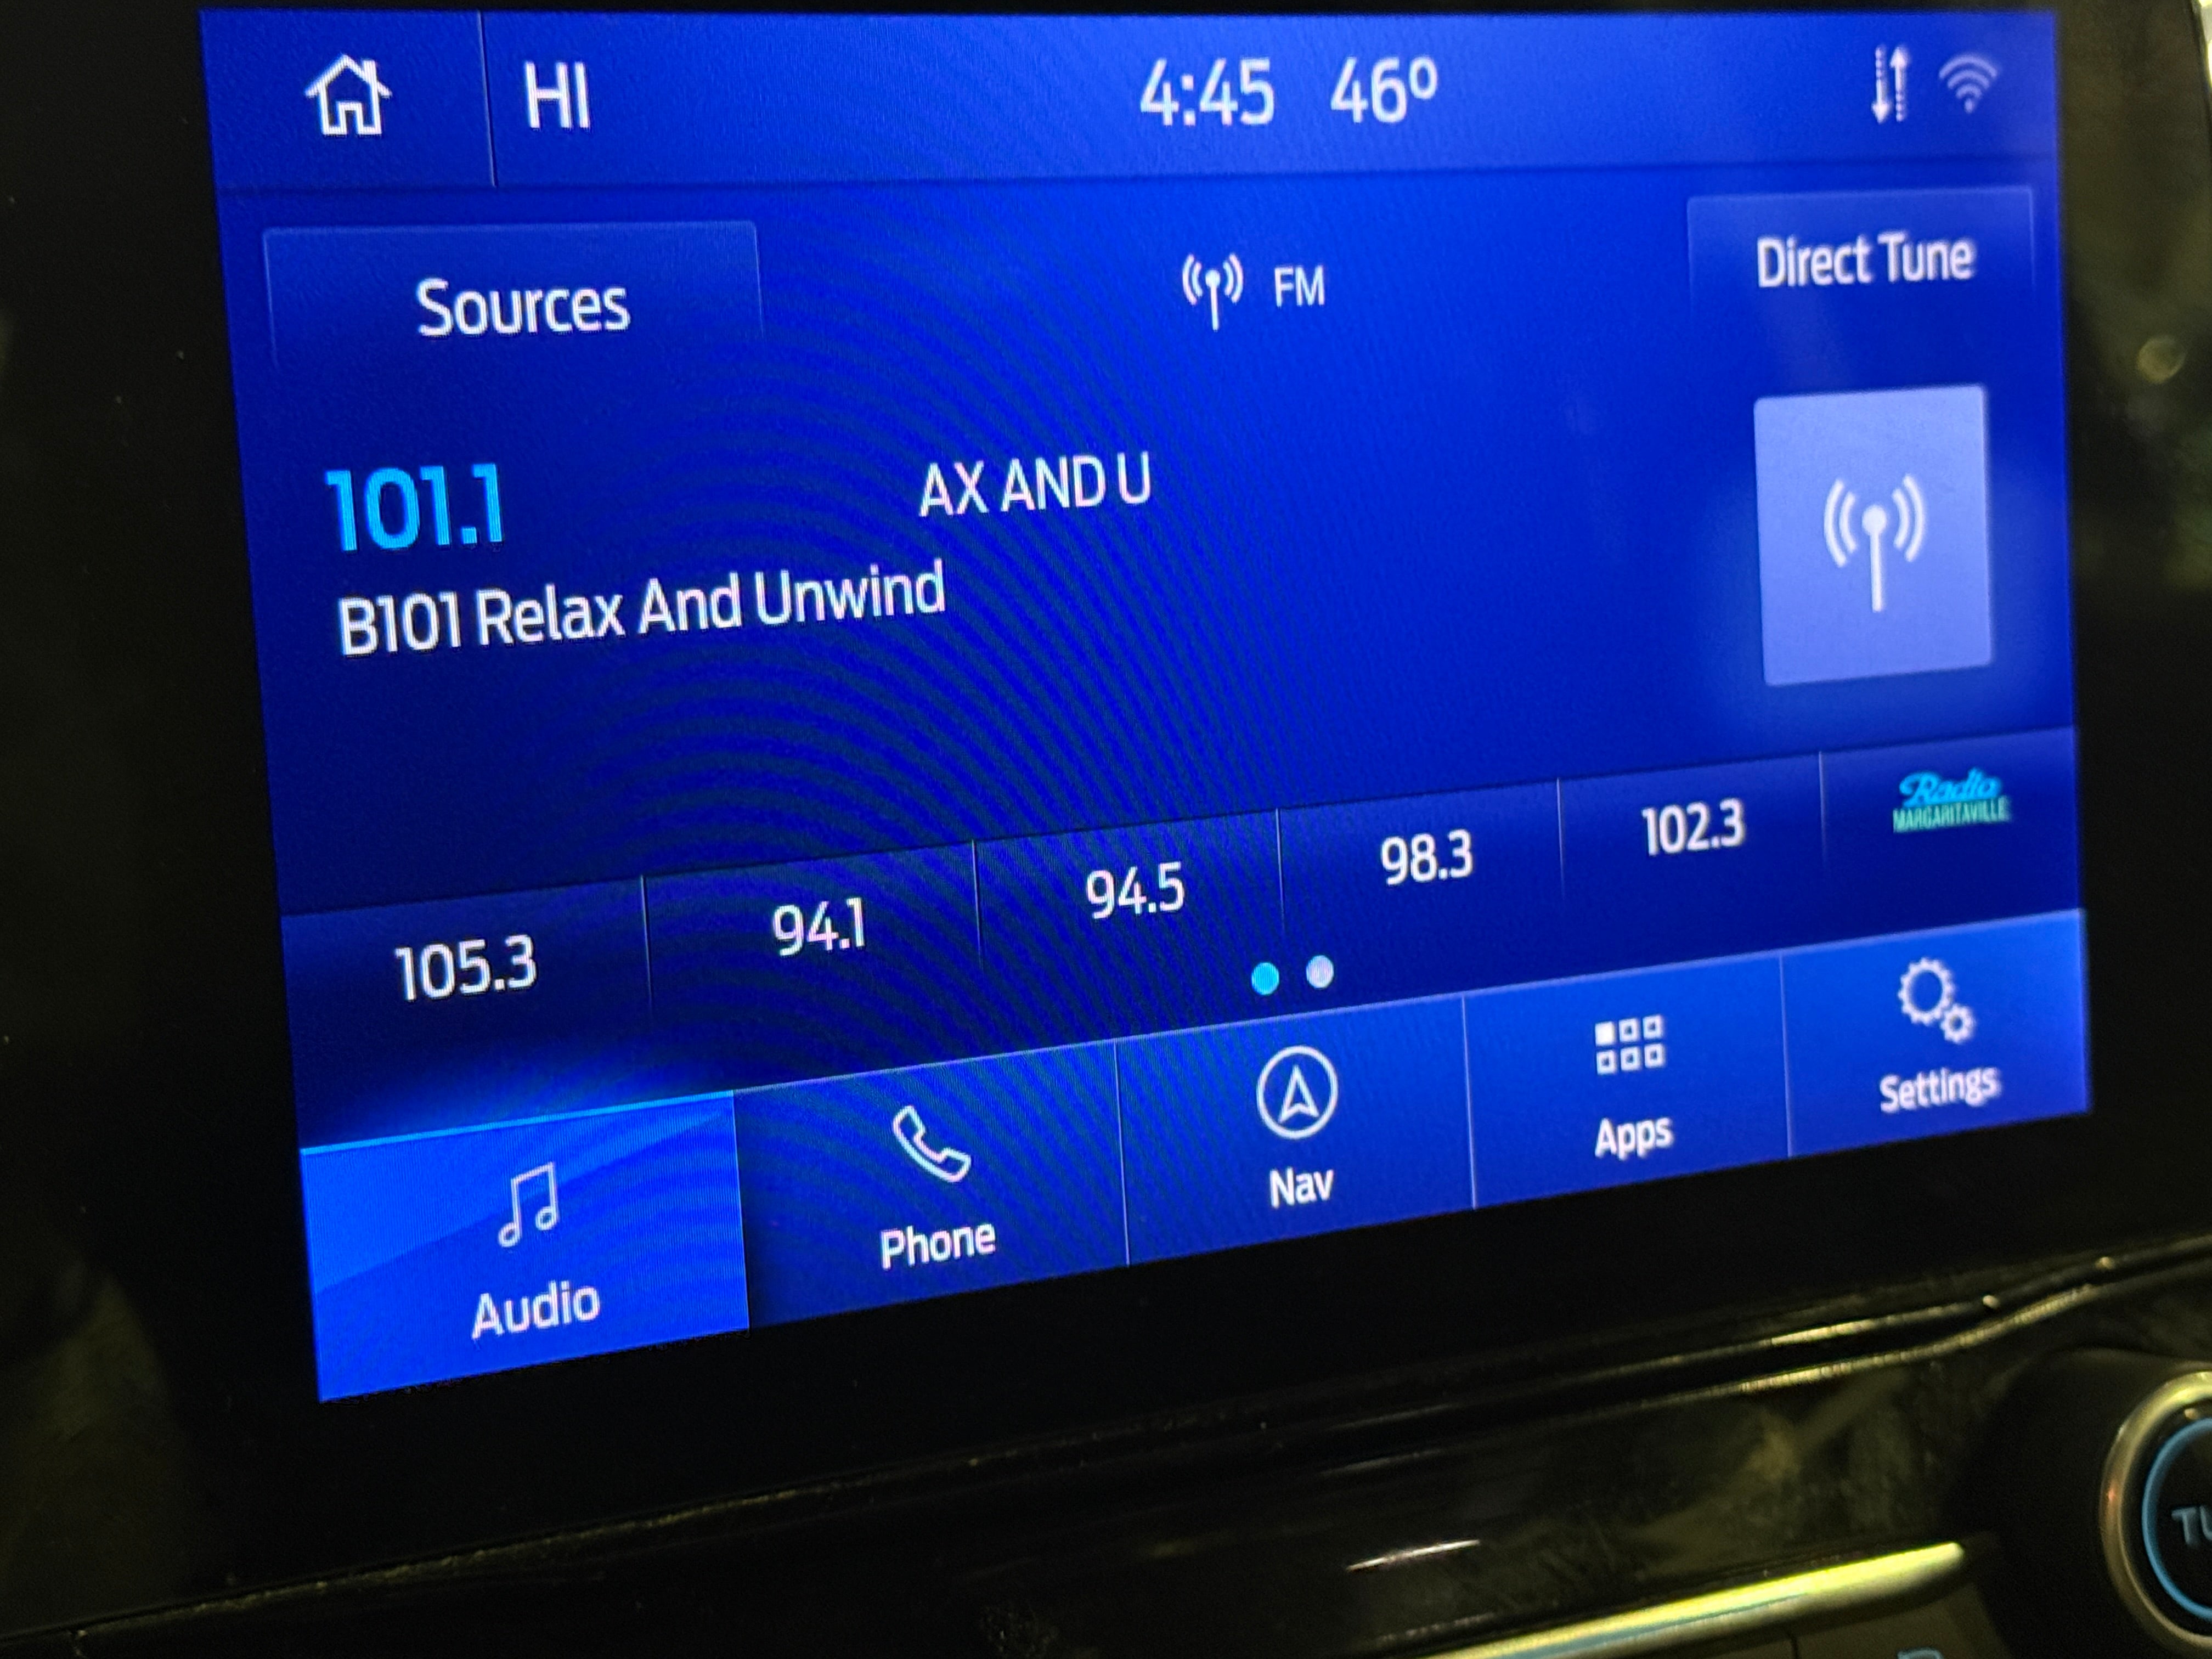 HI
4:45 46º
Sources
FM
Direct Tune
101.1
AX AND U
B101 Relax And Unwind
105.3
94.1
94.5
98.3
102.3
Radio
MARGARITAVILLE
Audio
Phone
Nav
Apps
Settings